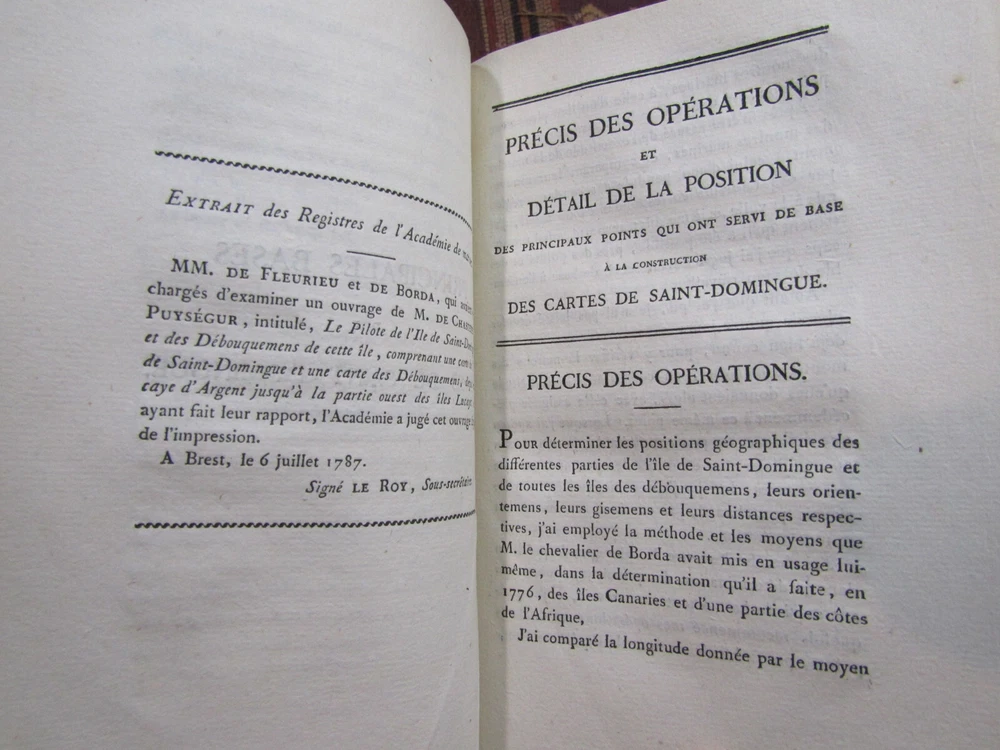 EXTRAIT des Registres de l'Académie de
MM. DE FLEURIEU et DE BORDA, qui
chargés d'examiner un ouvrage de M. DE
PUYSÉGUR, intitulé, Le Pilote de l'Ile de
et des Débouquemens de cette île, comprenant une
de Saint-Domingue et une carte des Débouquemens,
caye d'Argent jusqu'à la partie ouest des îles
ayant fait leur rapport, l'Académie a jugé cet ouvrage
de l'impression.
A Brest, le 6 juillet 1787.
Signé LE ROY, Sous-secrétaire.
PRÉCIS DES OPÉRATIONS
ET
DÉTAIL DE LA POSITION
DES PRINCIPAUX POINTS QUI ONT SERVI DE BASE
À LA CONSTRUCTION
DES CARTES DE SAINT-DOMINGUE.
PRÉCIS DES OPÉRATIONS.
POUR déterminer les positions géographiques des
différentes parties de l'île de Saint-Domingue et
de toutes les îles des débouquemens, leurs orien-
temens, leurs gisemens et leurs distances respec-
tives, j'ai employé la méthode et les moyens que
M. le chevalier de Borda avait mis en usage lui-
même, dans la détermination qu'il a faite, en
1776, des îles Canaries et d'une partie des côtes
de l'Afrique,
J'ai comparé la longitude donnée par le moyen